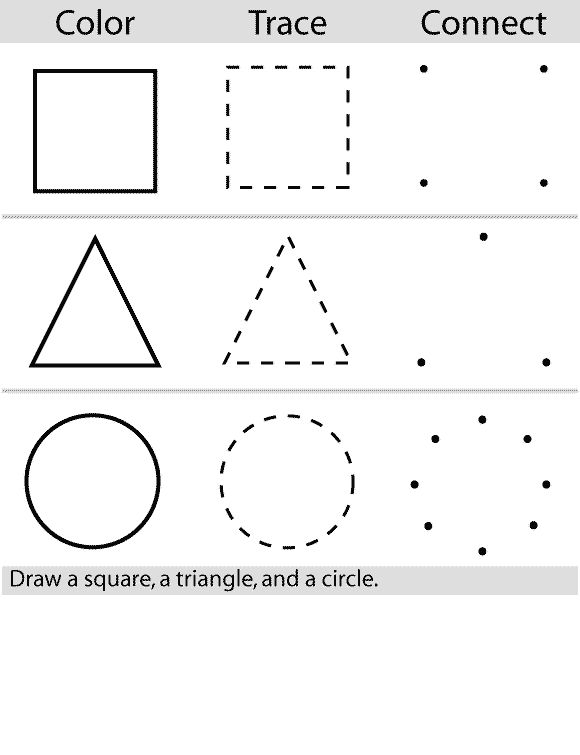 Color Trace Connect
Draw a square, a triangle, and a circle.